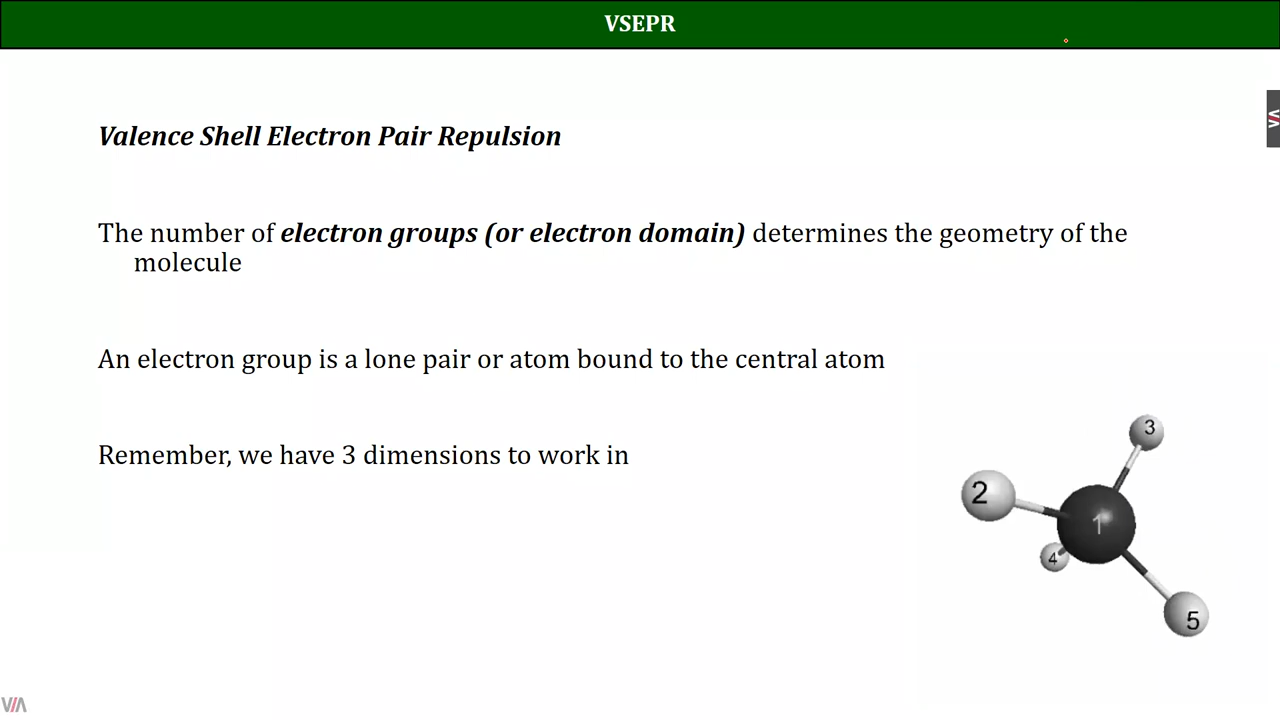 VSEPR
Valence Shell Electron Pair Repulsion
The number of electron groups (or electron domain) determines the geometry of the
molecule
An electron group is a lone pair or atom bound to the central atom
Remember, we have 3 dimensions to work in
3
2
1
4
5
VIA